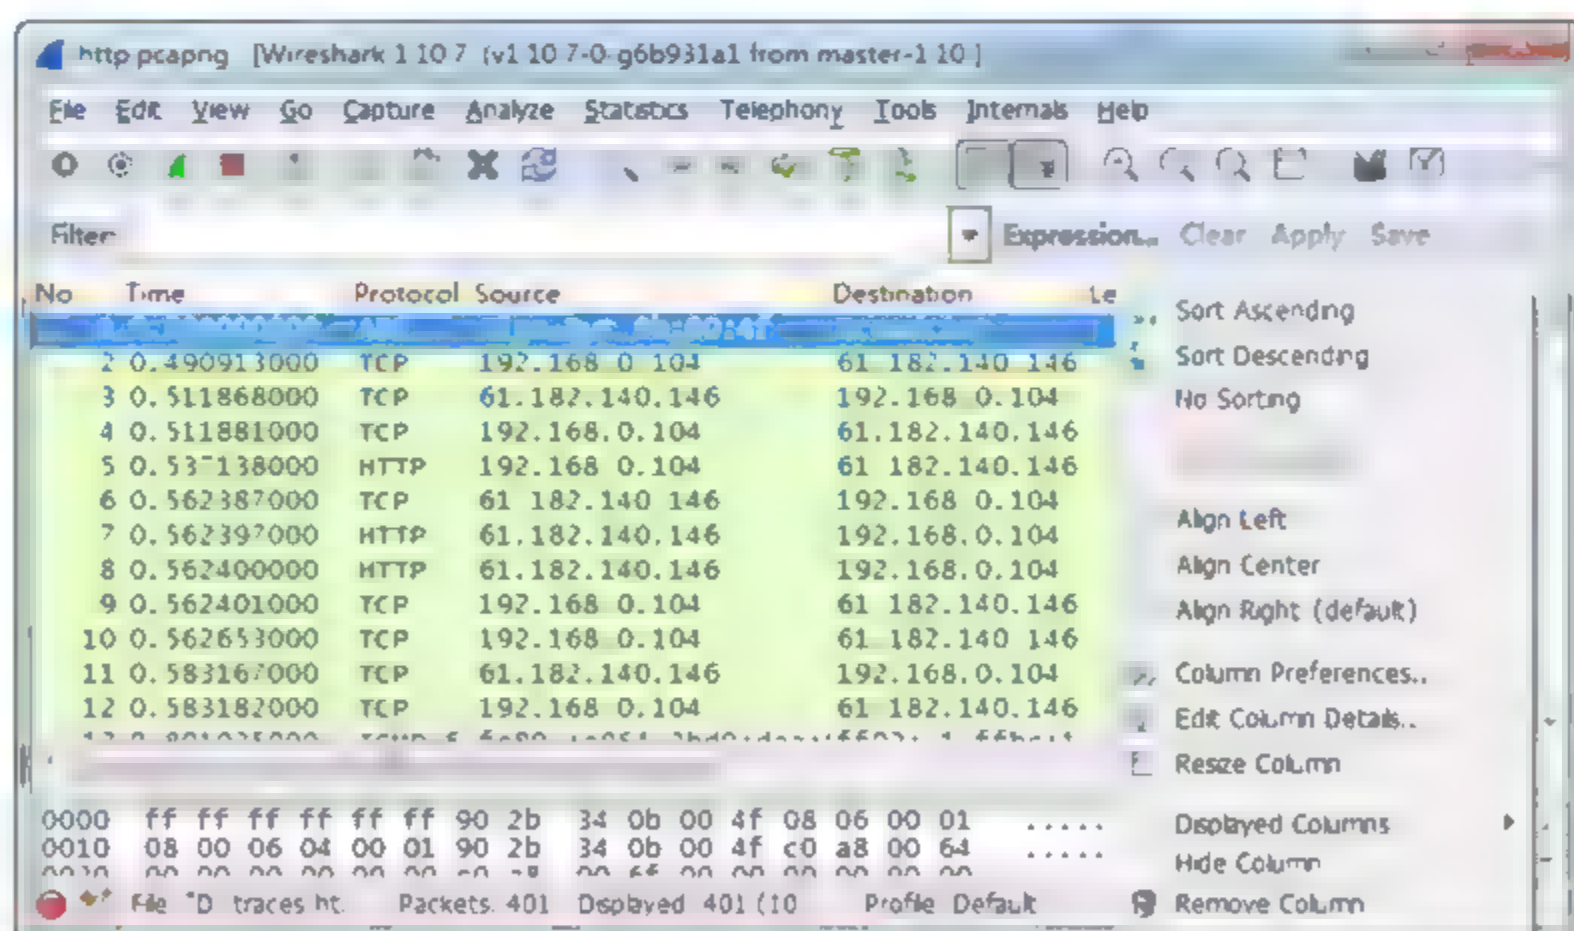 http.pcapng [Wireshark 1.10.7 (v1.10.7-0-g6b931a1 from master-1.10)]
File Edit View Go Capture Analyze Statistics Telephony Tools Internals Help
Filter: Expression... Clear Apply Save
No. Time Protocol Source Destination Le
2 0.490913000 TCP 192.168.0.104 61.182.140.146
3 0.511868000 TCP 61.182.140.146 192.168.0.104
4 0.511881000 TCP 192.168.0.104 61.182.140.146
5 0.537138000 HTTP 192.168.0.104 61.182.140.146
6 0.562387000 TCP 61.182.140.146 192.168.0.104
7 0.562397000 HTTP 61.182.140.146 192.168.0.104
8 0.562400000 HTTP 61.182.140.146 192.168.0.104
9 0.562401000 TCP 192.168.0.104 61.182.140.146
10 0.562653000 TCP 192.168.0.104 61.182.140.146
11 0.583167000 TCP 61.182.140.146 192.168.0.104
12 0.583182000 TCP 192.168.0.104 61.182.140.146
0000 ff ff ff ff ff ff 90 2b 34 0b 00 4f 08 06 00 01 .....
0010 08 00 06 04 00 01 90 2b 34 0b 00 4f c0 a8 00 64 .....
File "D traces ht. Packets: 401 Displayed: 401 (10 Profile: Default
Sort Ascending
Sort Descending
No Sorting
Align Left
Align Center
Align Right (default)
Column Preferences...
Edit Column Details...
Resize Column
Displayed Columns
Hide Column
Remove Column